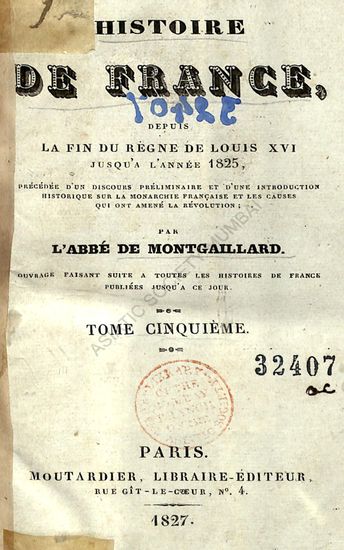 HISTOIRE
DE FRANCE,
DEPUIS
LA FIN DU RÈGNE DE LOUIS XVI
JUSQU'A L'ANNÉE 1825,
PRÉCÉDÉE D'UN DISCOURS PRÉLIMINAIRE ET D'UNE INTRODUCTION
HISTORIQUE SUR LA MONARCHIE FRANÇAISE ET LES CAUSES
QUI ONT AMENÉ LA RÉVOLUTION;
PAR
L'ABBÉ DE MONTGAILLARD.
OUVRAGE FAISANT SUITE A TOUTES LES HISTOIRES DE FRANCE
PUBLIÉES JUSQU'A CE JOUR.
TOME CINQUIÈME.
32407
PARIS.
MOUTARDIER, LIBRAIRE-ÉDITEUR,
RUE GÎT-LE-CŒUR, Nº. 4.
1827.